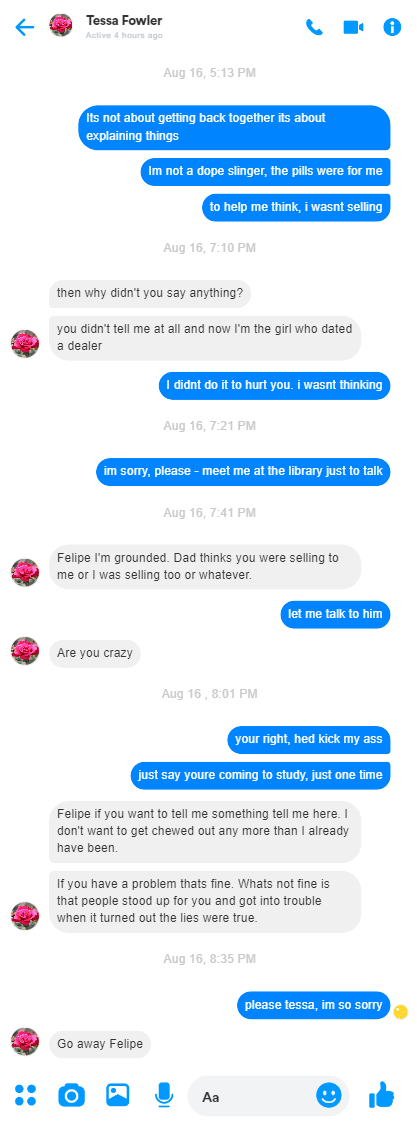 Tessa Fowler
Active 4 hours ago
Aug 16, 5:13 PM
Its not about getting back together its about
explaining things
Im not a dope slinger, the pills were for me
to help me think, i wasnt selling
Aug 16, 7:10 PM
then why didn't you say anything?
you didn't tell me at all and now I'm the girl who dated
a dealer
I didnt do it to hurt you. i wasnt thinking
Aug 16, 7:21 PM
im sorry, please - meet me at the library just to talk
Aug 16, 7:41 PM
Felipe I'm grounded. Dad thinks you were selling to
me or I was selling too or whatever.
let me talk to him
Are you crazy
Aug 16 , 8:01 PM
your right, hed kick my ass
just say youre coming to study, just one time
Felipe if you want to tell me something tell me here. I
don't want to get chewed out any more than I already
have been.
If you have a problem thats fine. Whats not fine is
that people stood up for you and got into trouble
when it turned out the lies were true.
Aug 16, 8:35 PM
please tessa, im so sorry
Go away Felipe
Aa